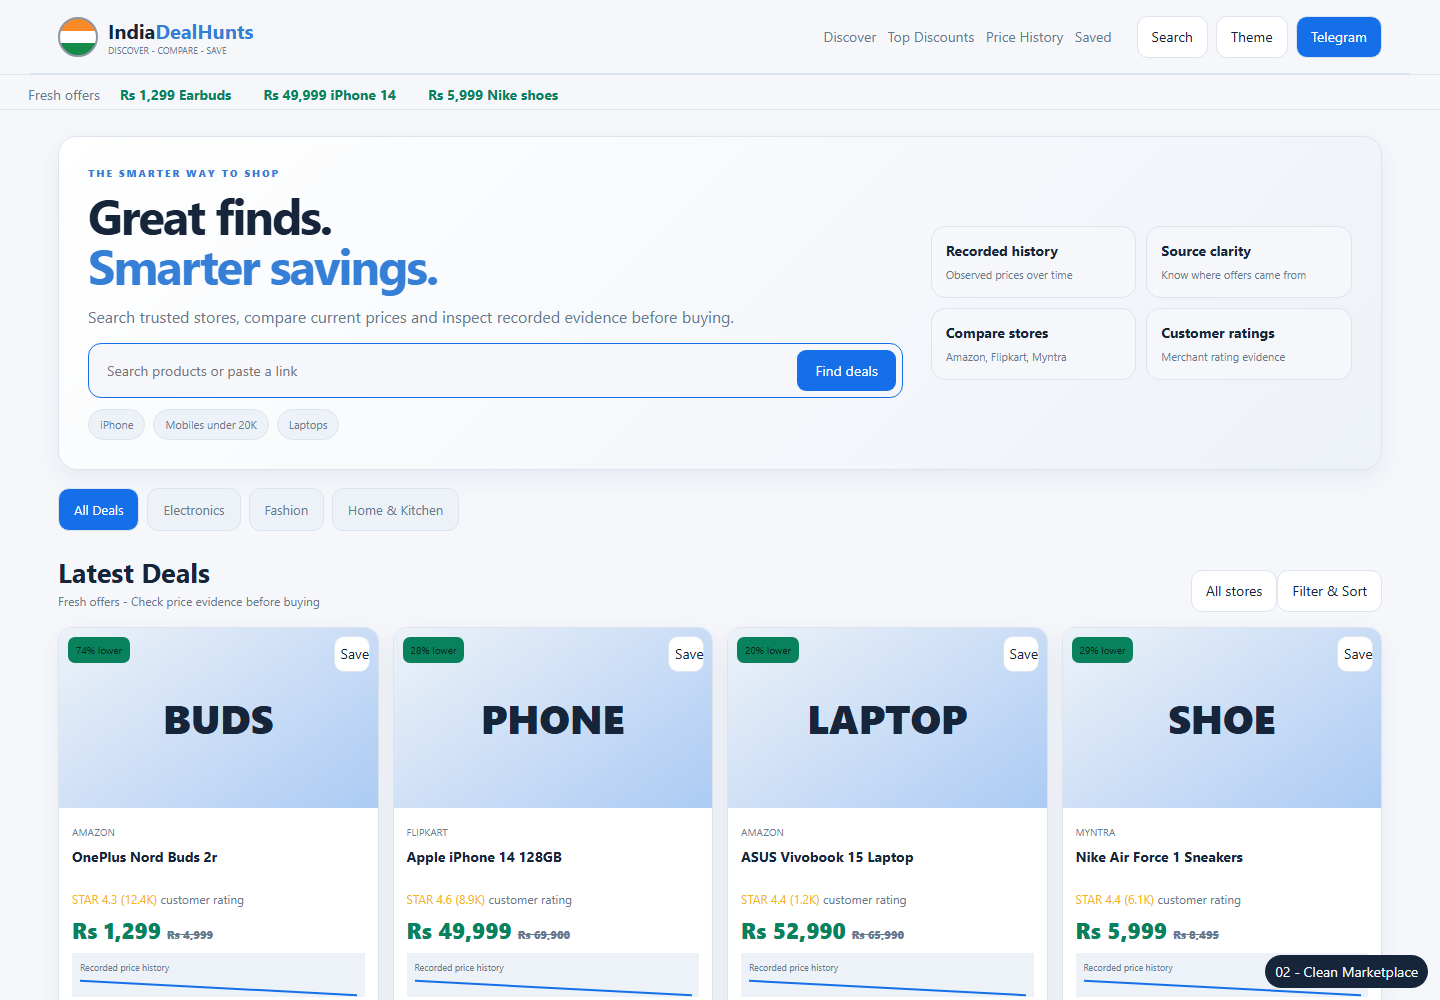 IndiaDealHunts
DISCOVER - COMPARE - SAVE
Discover Top Discounts Price History Saved Search Theme Telegram
Fresh offers Rs 1,299 Earbuds Rs 49,999 iPhone 14 Rs 5,999 Nike shoes
THE SMARTER WAY TO SHOP
Great finds.
Smarter savings.
Search trusted stores, compare current prices and inspect recorded evidence before buying.
Search products or paste a link Find deals
iPhone Mobiles under 20K Laptops
Recorded history
Observed prices over time
Source clarity
Know where offers came from
Compare stores
Amazon, Flipkart, Myntra
Customer ratings
Merchant rating evidence
All Deals Electronics Fashion Home & Kitchen
Latest Deals
Fresh offers - Check price evidence before buying
All stores Filter & Sort
74% lower Save
BUDS
AMAZON
OnePlus Nord Buds 2r
STAR 4.3 (12.4K) customer rating
Rs 1,299 Rs 4,999
Recorded price history
28% lower Save
PHONE
FLIPKART
Apple iPhone 14 128GB
STAR 4.6 (8.9K) customer rating
Rs 49,999 Rs 69,900
Recorded price history
20% lower Save
LAPTOP
AMAZON
ASUS Vivobook 15 Laptop
STAR 4.4 (1.2K) customer rating
Rs 52,990 Rs 65,990
Recorded price history
29% lower Save
SHOE
MYNTRA
Nike Air Force 1 Sneakers
STAR 4.4 (6.1K) customer rating
Rs 5,999 Rs 8,495
Recorded price history
02 - Clean Marketplace